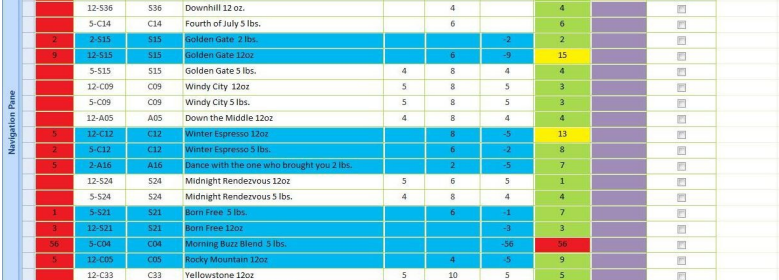 12-S36 S36 Downhill 12 oz. 4 4
5-C14 C14 Fourth of July 5 lbs. 6 6
2 2-S15 S15 Golden Gate 2 lbs. -2 2
9 12-S15 S15 Golden Gate 12oz 6 -9 15
5-S15 S15 Golden Gate 5 lbs. 4 8 4 4
12-C09 C09 Windy City 12oz 5 8 5 3
5-C09 C09 Windy City 5 lbs. 5 8 5 3
12-A05 A05 Down the Middle 12oz 4 8 4 4
5 12-C12 C12 Winter Espresso 12oz 8 -5 13
2 5-C12 C12 Winter Espresso 5 lbs. 6 -2 8
5 2-A16 A16 Dance with the one who brought you 2 lbs. 2 -5 7
12-S24 S24 Midnight Rendezvous 12oz 5 6 5 1
5-S24 S24 Midnight Rendezvous 5 lbs. 4 8 4 4
1 5-S21 S21 Born Free 5 lbs. 6 -1 7
3 12-S21 S21 Born Free 12oz -3 3
56 5-C04 C04 Morning Buzz Blend 5 lbs. -56 56
5 12-C05 C05 Rocky Mountain 12oz 4 -5 9
12-C33 C33 Yellowstone 12oz 5 10 5 5
Navigation Pane